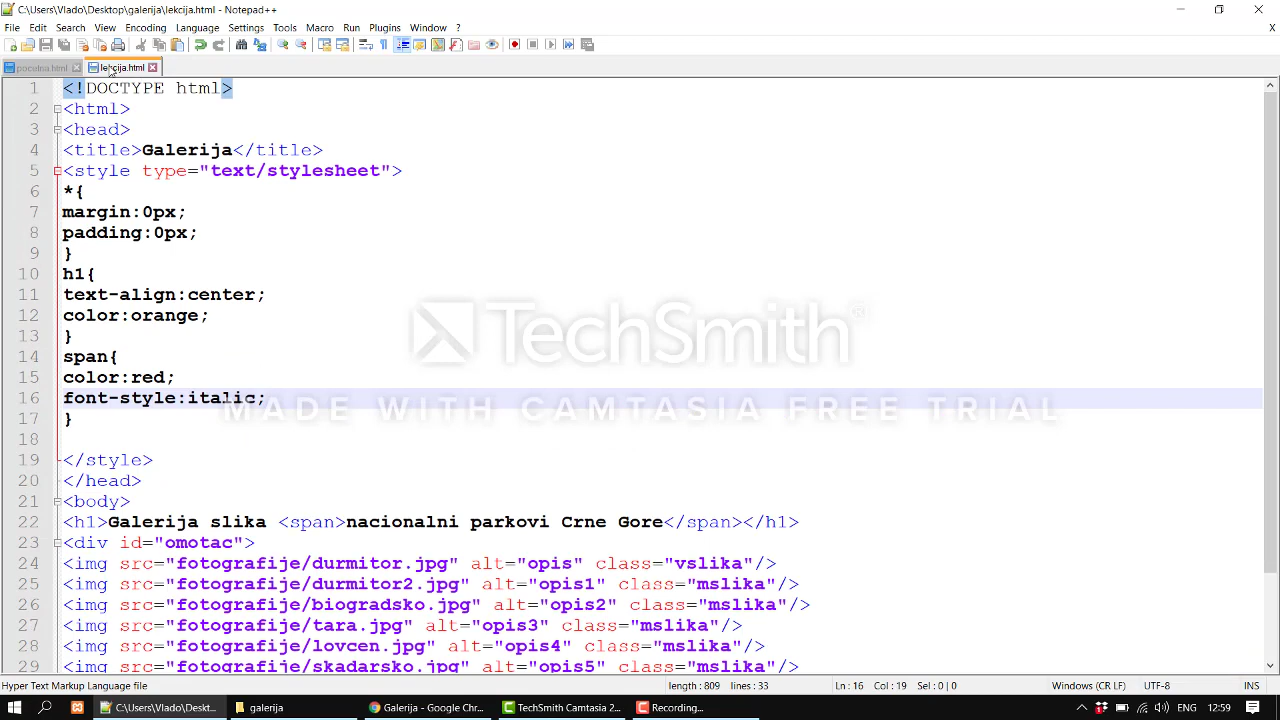 C:\Users\Vlado\Desktop\galerija\lekcija.html - Notepad++
File Edit Search View Encoding Language Settings Tools Macro Run Plugins Window ?
pocetna.html lekcija.html
1 <!DOCTYPE html>
2 <html>
3 <head>
4 <title>Galerija</title>
5 <style type="text/stylesheet">
6 *{
7 margin:0px;
8 padding:0px;
9 }
10 h1{
11 text-align:center;
12 color:orange;
13 }
14 span{
15 color:red;
16 font-style:italic;
17 }
18
19 </style>
20 </head>
21 <body>
22 <h1>Galerija slika <span>nacionalni parkovi Crne Gore</span></h1>
23 <div id="omotac">
24 <img src="fotografije/durmitor.jpg" alt="opis" class="vslika"/>
25 <img src="fotografije/durmitor2.jpg" alt="opis1" class="mslika"/>
26 <img src="fotografije/biogradsko.jpg" alt="opis2" class="mslika"/>
27 <img src="fotografije/tara.jpg" alt="opis3" class="mslika"/>
28 <img src="fotografije/lovcen.jpg" alt="opis4" class="mslika"/>
29 <img src="fotografije/skadarsko.jpg" alt="opis5" class="mslika"/>
TechSmith®
MADE WITH CAMTASIA FREE TRIAL
Hyper Text Markup Language file length : 809 lines : 33 Ln : 16 Col : 19 Sel : 0 | 0 Windows (CR LF) UTF-8 INS
C:\Users\Vlado\Deskt... galerija Galerija - Google Chr... TechSmith Camtasia 2... Recording... ENG 12:59